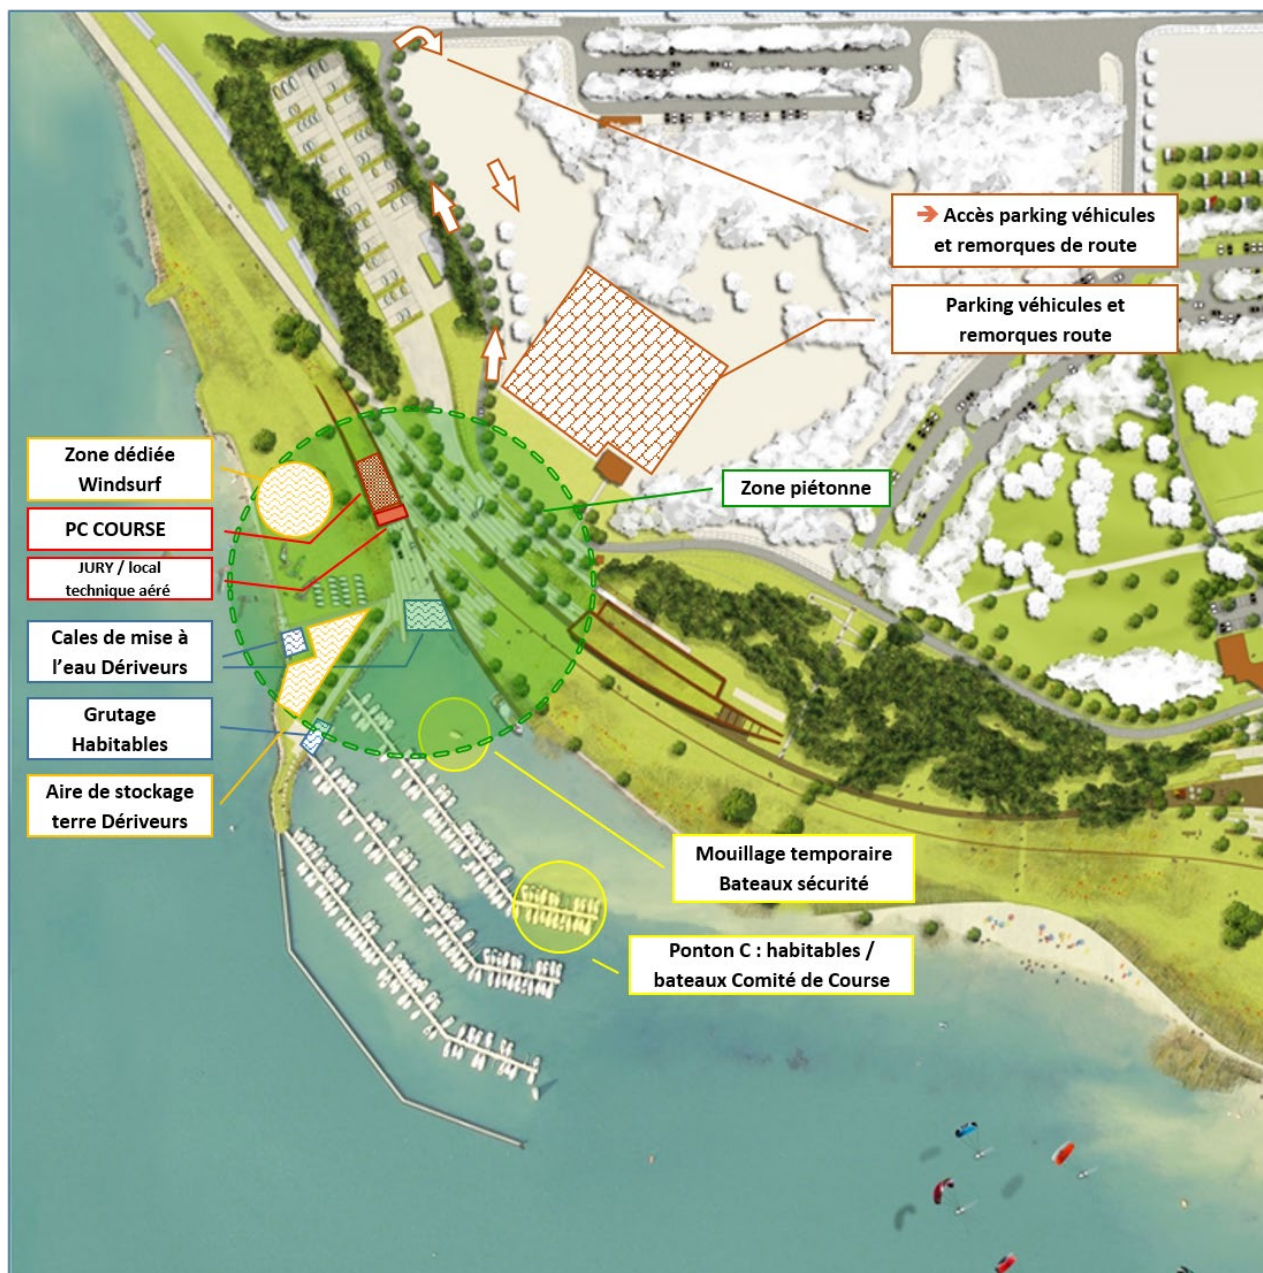 ➔ Accès parking véhicules
et remorques de route
Parking véhicules et
remorques route
Zone dédiée
Windsurf
PC COURSE
JURY / local
technique aéré
Cales de mise à
l’eau Dériveurs
Grutage
Habitables
Aire de stockage
terre Dériveurs
Zone piétonne
Mouillage temporaire
Bateaux sécurité
Ponton C : habitables /
bateaux Comité de Course